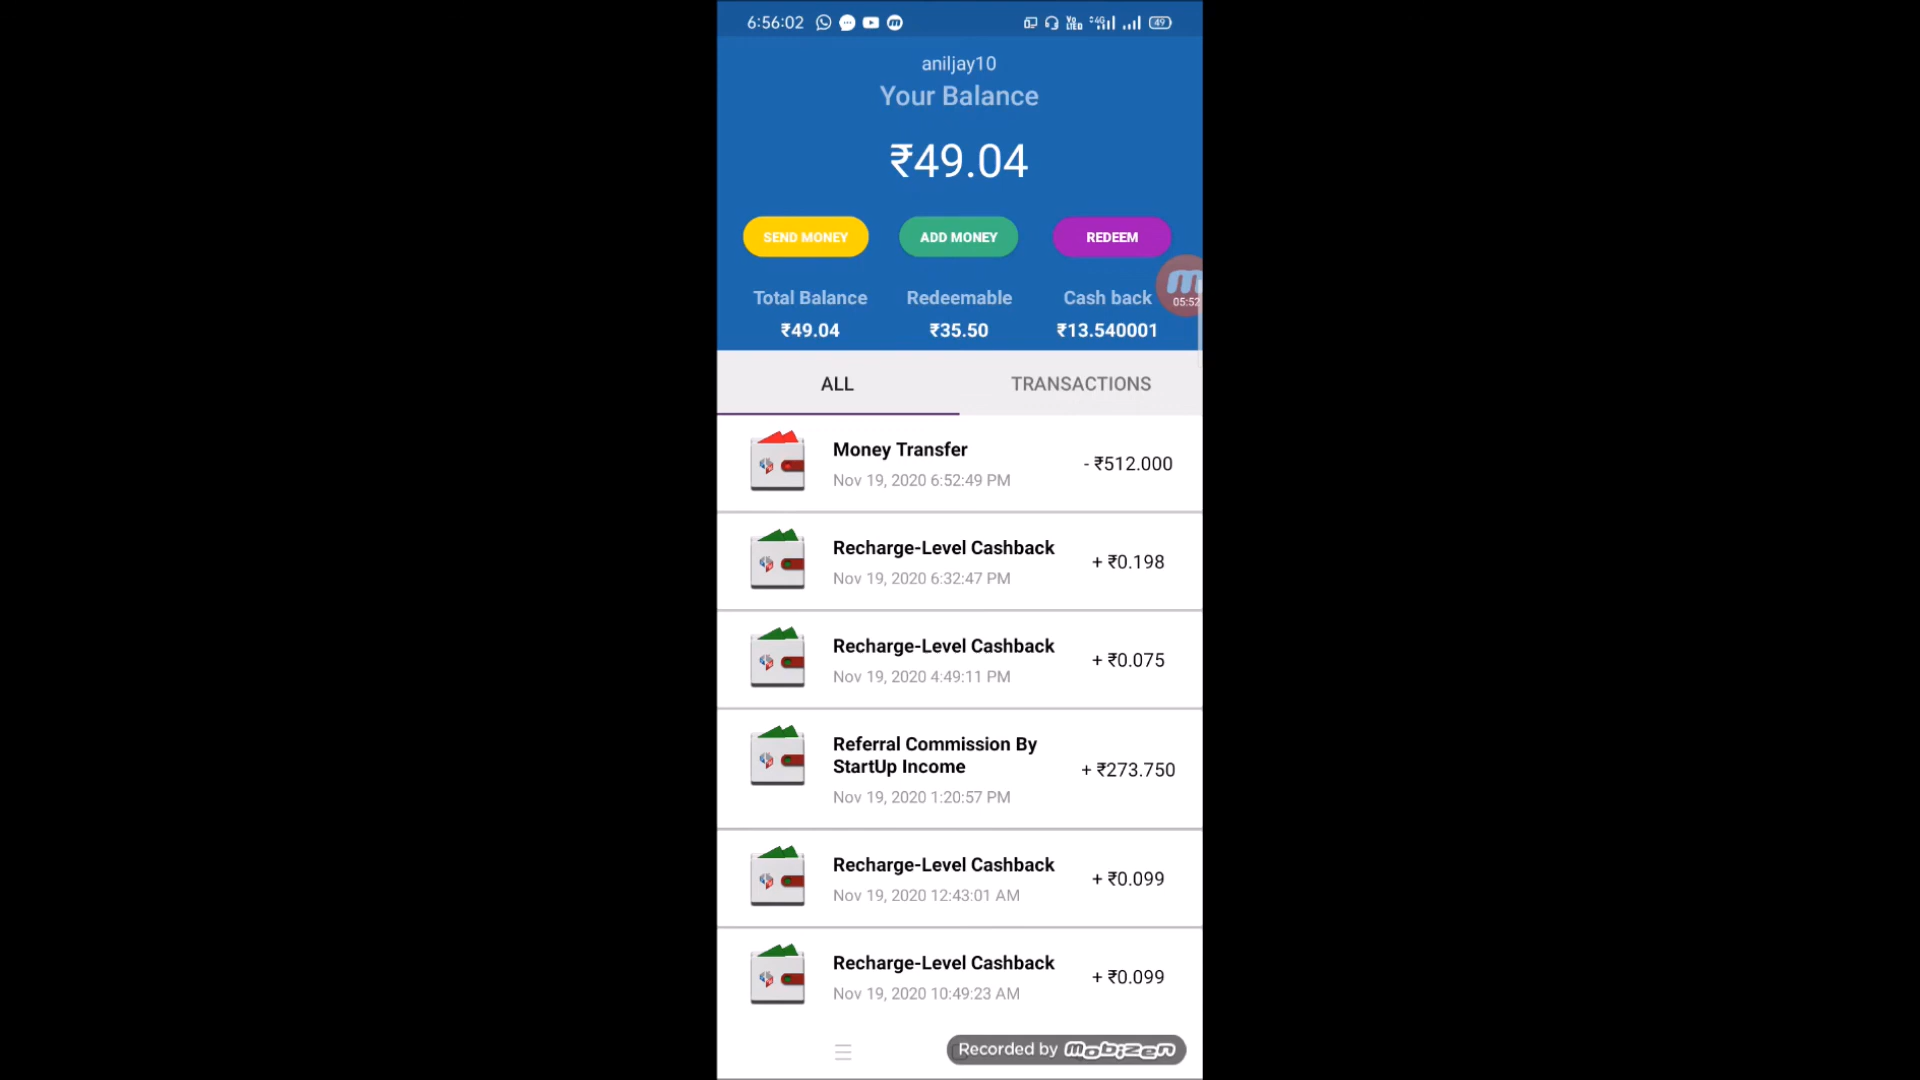 6:56:02
49
aniljay10
Your Balance
₹49.04
SEND MONEY
ADD MONEY
REDEEM
05:52
Total Balance
Redeemable
Cash back
₹49.04
₹35.50
₹13.540001
ALL
TRANSACTIONS
Money Transfer
- ₹512.000
Nov 19, 2020 6:52:49 PM
Recharge-Level Cashback
+ ₹0.198
Nov 19, 2020 6:32:47 PM
Recharge-Level Cashback
+ ₹0.075
Nov 19, 2020 4:49:11 PM
Referral Commission By
StartUp Income
+ ₹273.750
Nov 19, 2020 1:20:57 PM
Recharge-Level Cashback
+ ₹0.099
Nov 19, 2020 12:43:01 AM
Recharge-Level Cashback
+ ₹0.099
Nov 19, 2020 10:49:23 AM
Recorded by Mobizen